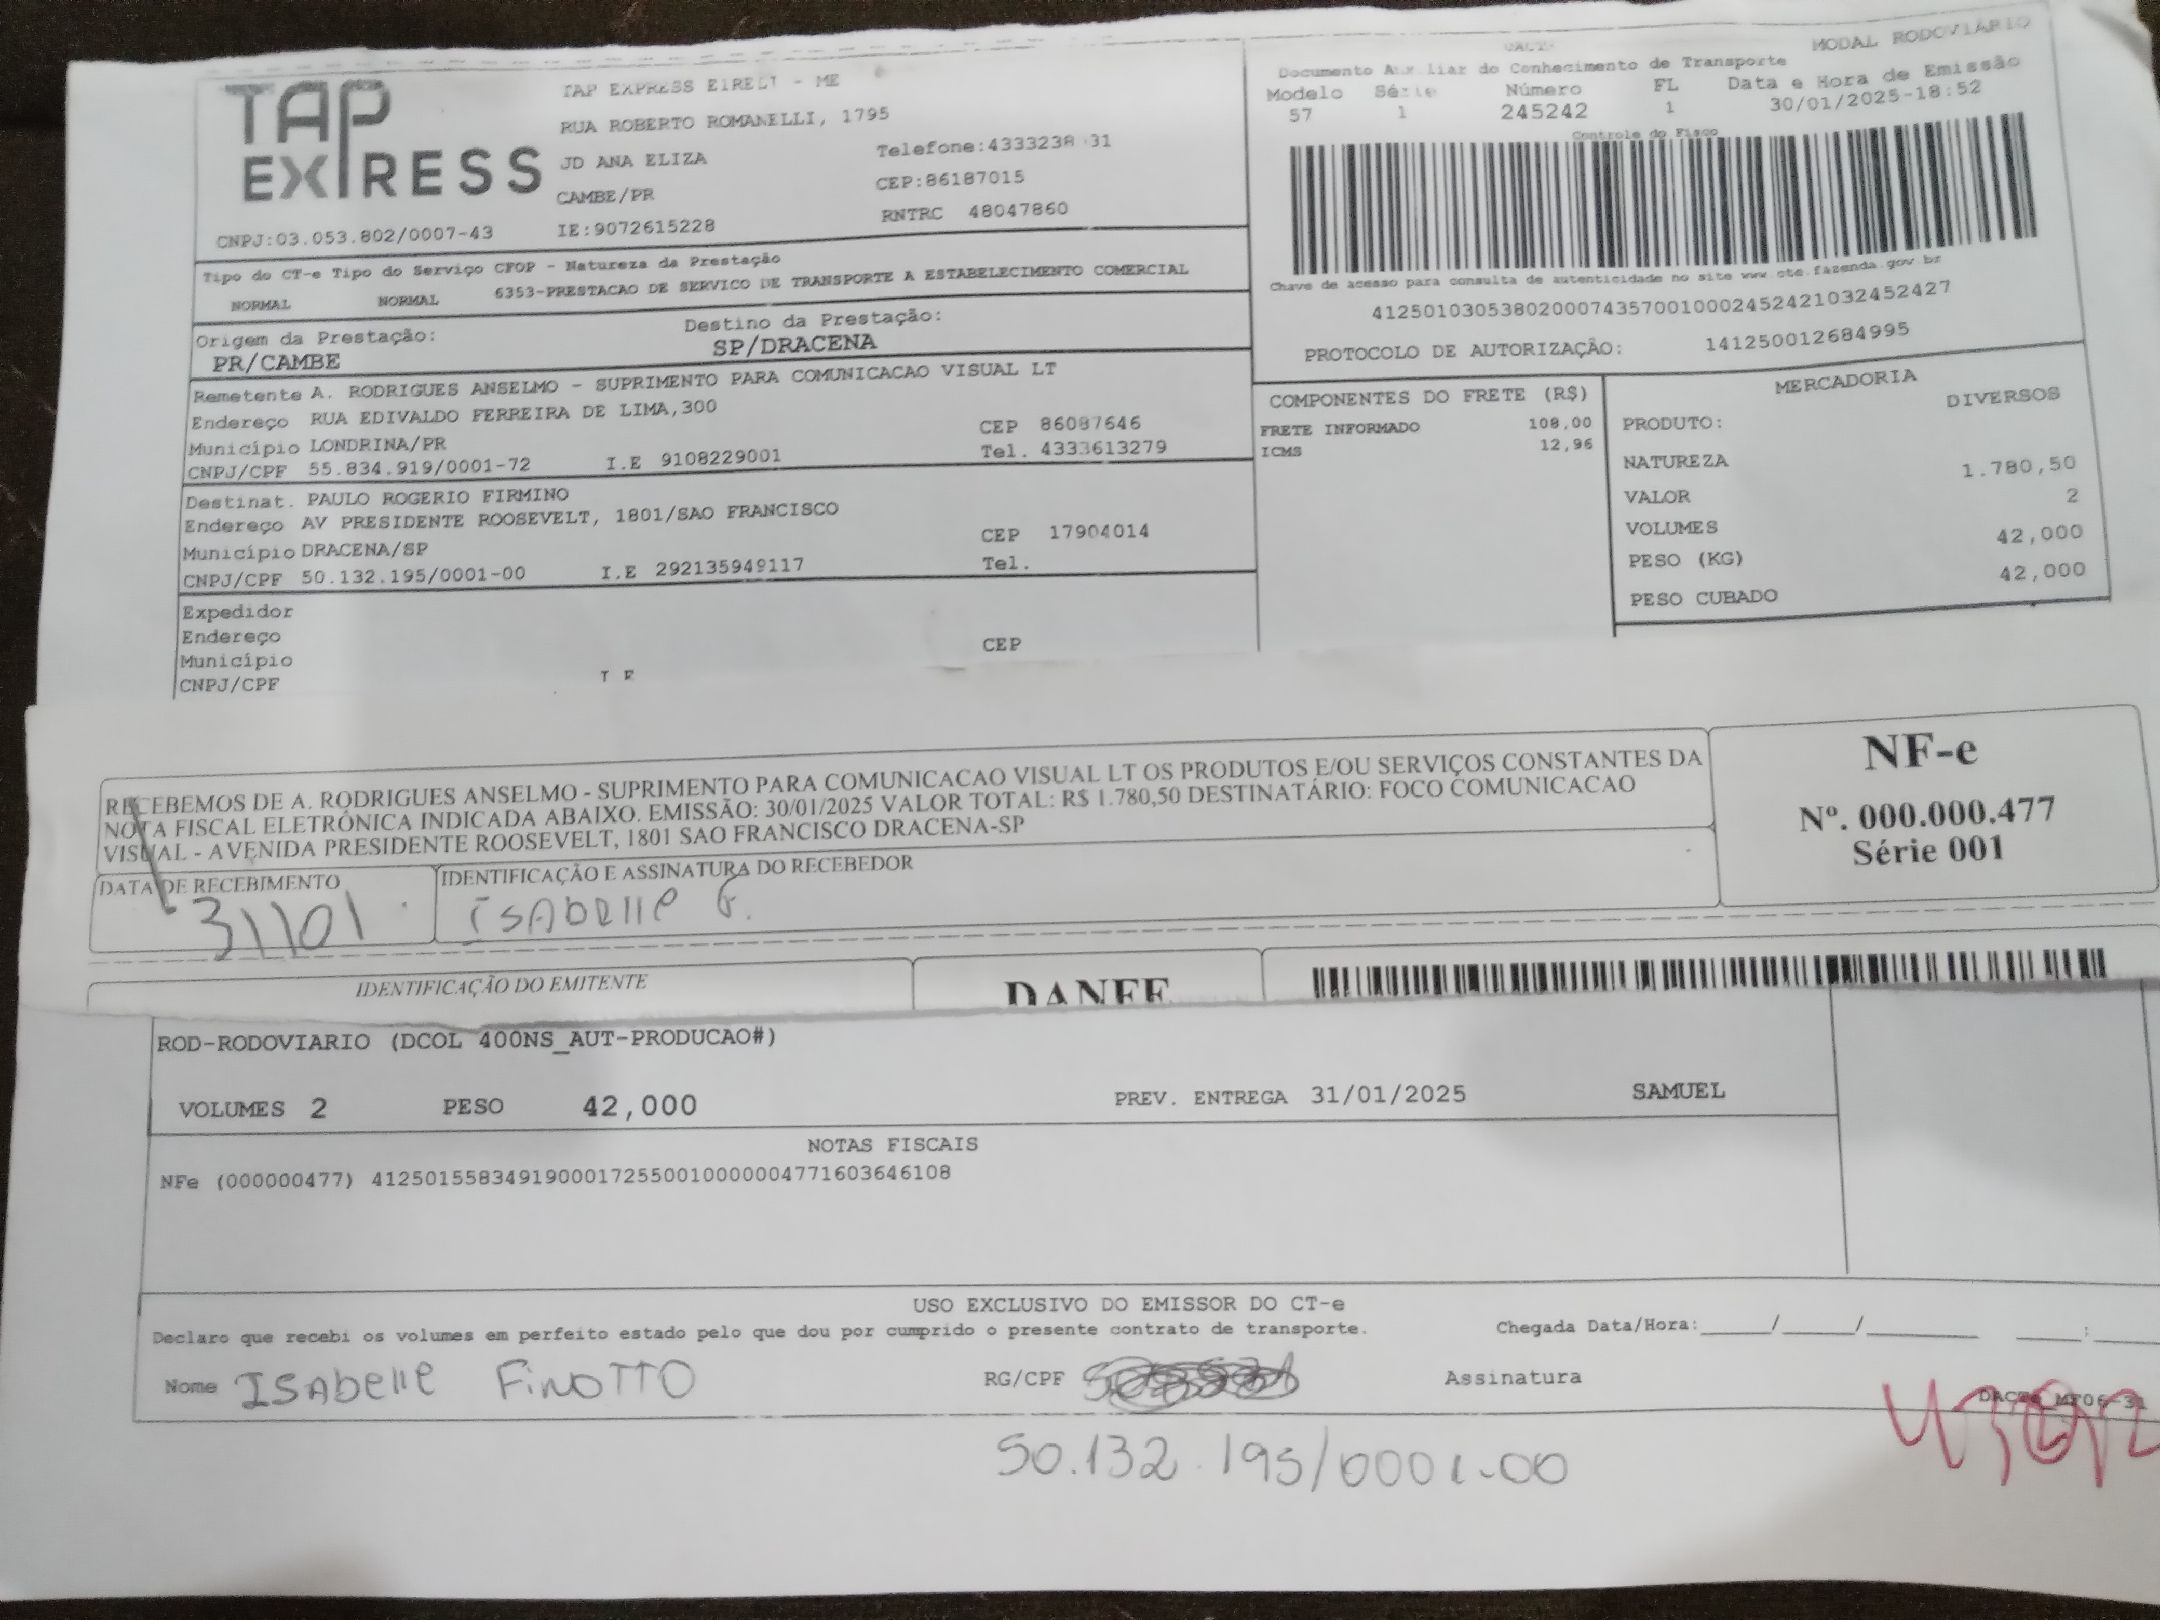 TAP EXPRESS
TAP EXPRESS EIRELI - ME
RUA ROBERTO ROMANELLI, 1795
JD ANA ELIZA
Telefone:4333238 31
CAMBE/PR
CEP:86187015
CNPJ:03.053.802/0007-43
IE:9072615228
RNTRC 48047860
MODAL RODOVIÁRIO
Documento Auxiliar do Conhecimento de Transporte
Modelo Série Número FL Data e Hora de Emissão
57 1 245242 1 30/01/2025-18:52
Controle do Fisco
Chave de acesso para consulta de autenticidade no site www.cte.fazenda.gov.br
41250103053802000743570010002452421032452427
PROTOCOLO DE AUTORIZAÇÃO: 141250012684995
Tipo do CT-e Tipo do Serviço CFOP - Natureza da Prestação
NORMAL NORMAL 6353-PRESTACAO DE SERVICO DE TRANSPORTE A ESTABELECIMENTO COMERCIAL
Origem da Prestação: Destino da Prestação:
PR/CAMBE SP/DRACENA
Remetente A. RODRIGUES ANSELMO - SUPRIMENTO PARA COMUNICACAO VISUAL LT
Endereço RUA EDIVALDO FERREIRA DE LIMA,300 CEP 86087646
Município LONDRINA/PR Tel. 4333613279
CNPJ/CPF 55.834.919/0001-72 I.E 9108229001
Destinat. PAULO ROGERIO FIRMINO
Endereço AV PRESIDENTE ROOSEVELT, 1801/SAO FRANCISCO CEP 17904014
Município DRACENA/SP Tel.
CNPJ/CPF 50.132.195/0001-00 I.E 292135949117
Expedidor
Endereço
Município CEP
CNPJ/CPF
COMPONENTES DO FRETE (R$)
FRETE INFORMADO 108,00
ICMS 12,96
MERCADORIA
PRODUTO: DIVERSOS
NATUREZA
VALOR 1.780,50
VOLUMES 2
PESO (KG) 42,000
PESO CUBADO 42,000
RECEBEMOS DE A. RODRIGUES ANSELMO - SUPRIMENTO PARA COMUNICACAO VISUAL LT OS PRODUTOS E/OU SERVIÇOS CONSTANTES DA
NOTA FISCAL ELETRÔNICA INDICADA ABAIXO. EMISSÃO: 30/01/2025 VALOR TOTAL: R$ 1.780,50 DESTINATÁRIO: FOCO COMUNICACAO
VISUAL - AVENIDA PRESIDENTE ROOSEVELT, 1801 SAO FRANCISCO DRACENA-SP
NF-e
Nº. 000.000.477
Série 001
DATA DE RECEBIMENTO IDENTIFICAÇÃO E ASSINATURA DO RECEBEDOR
31/01 ISABELLE G.
IDENTIFICAÇÃO DO EMITENTE DANFE
ROD-RODOVIARIO (DCOL 400NS_AUT-PRODUCAO#)
VOLUMES 2 PESO 42,000 PREV. ENTREGA 31/01/2025 SAMUEL
NOTAS FISCAIS
NFe (000000477) 41250155834919000172550010000004771603646108
USO EXCLUSIVO DO EMISSOR DO CT-e
Declaro que recebi os volumes em perfeito estado pelo que dou por cumprido o presente contrato de transporte. Chegada Data/Hora:_____/_____/________ ____:____
Nome ISAbelle FiNOTTO RG/CPF Assinatura
50.132.195/0001-00